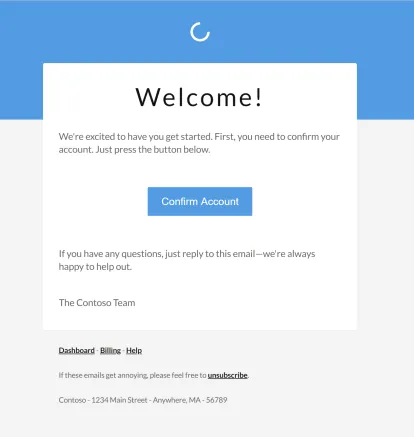 Welcome!
We're excited to have you get started. First, you need to confirm your
account. Just press the button below.
Confirm Account
If you have any questions, just reply to this email—we're always
happy to help out.
The Contoso Team
Dashboard - Billing - Help
If these emails get annoying, please feel free to unsubscribe.
Contoso - 1234 Main Street - Anywhere, MA - 56789